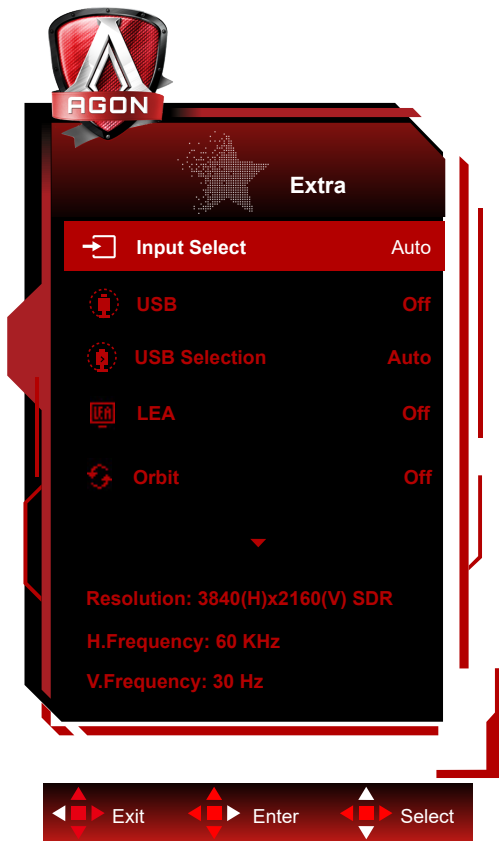 AGON
Extra
Input Select Auto
USB Off
USB Selection Auto
LEA LEA Off
Orbit Off
Resolution: 3840(H)x2160(V) SDR
H.Frequency: 60 KHz
V.Frequency: 30 Hz
Exit Enter Select